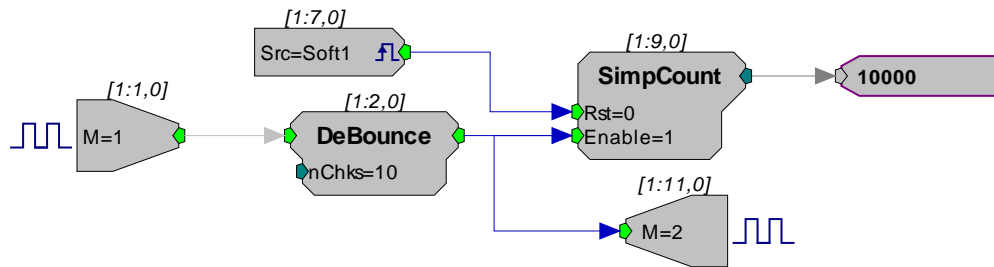 [1:7,0]
Src=Soft1
[1:9,0]
SimpCount
Rst=0
Enable=1
10000
[1:1,0]
M=1
[1:2,0]
DeBounce
nChks=10
[1:11,0]
M=2